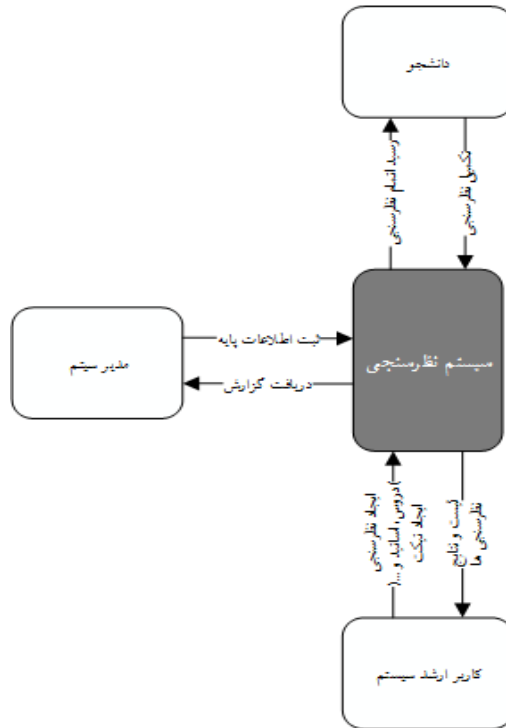 دانشجو
رسید اتمام نظرسنجی
تکمیل نظرسنجی
ثبت اطلاعات پایه
مدیر سیتم
سیستم نظرسنجی
دریافت گزارش
ایجاد نظرسنجی
)دروس، اساتید و ...(
ایجاد تیکت
لیست و نتایج
نظرسنجی ها
کاربر ارشد سیستم